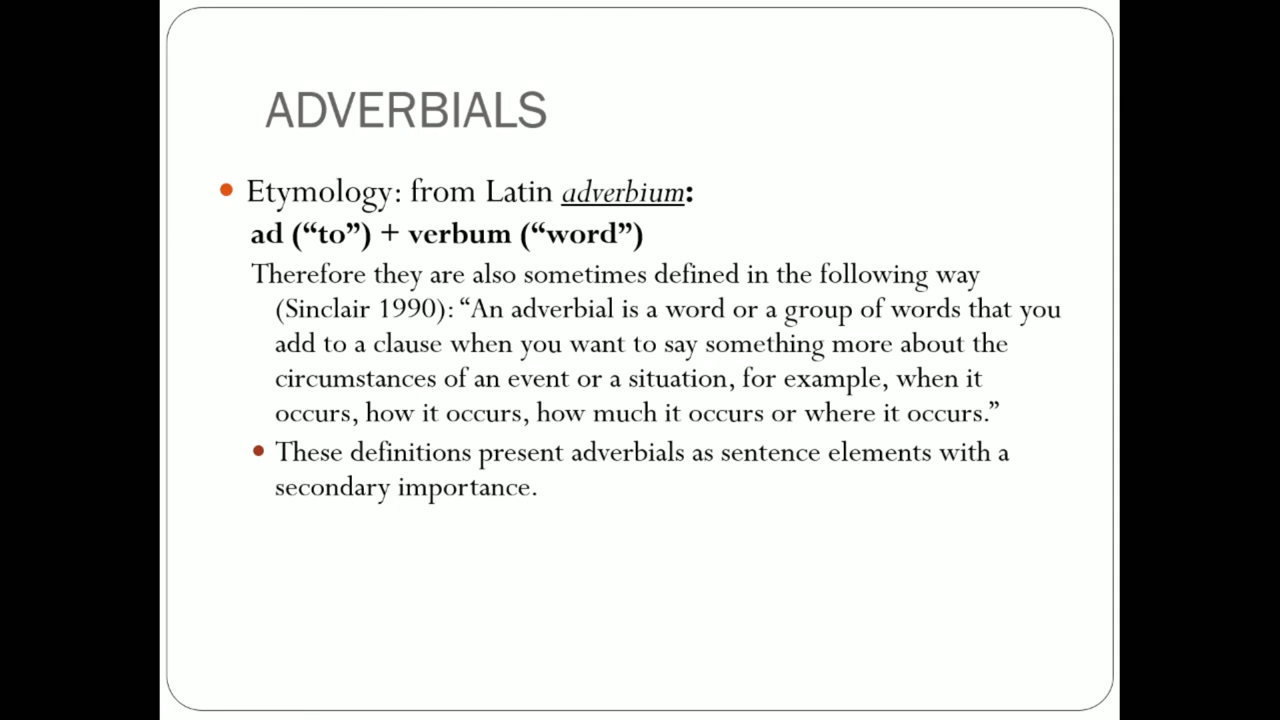 ADVERBIALS
Etymology: from Latin adverbium:
ad (“to”) + verbum (“word”)
Therefore they are also sometimes defined in the following way
(Sinclair 1990): “An adverbial is a word or a group of words that you
add to a clause when you want to say something more about the
circumstances of an event or a situation, for example, when it
occurs, how it occurs, how much it occurs or where it occurs.”
These definitions present adverbials as sentence elements with a
secondary importance.